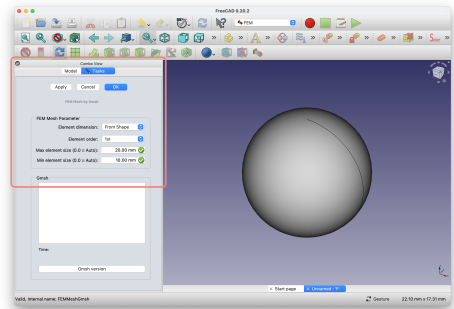 FreeCAD 0.20.2
FEM
Combo View
Model Tasks
Apply Cancel OK
FEM Mesh by Gmsh
FEM Mesh Parameter
Element dimension: From Shape
Element order: 1st
Max element size (0.0 = Auto): 20.00 mm
Min element size (0.0 = Auto): 10.00 mm
Gmsh
Time:
Gmsh version
Start page Unnamed : 1*
Valid, Internal name: FEMMeshGmsh Gesture 22.10 mm x 17.31 mm